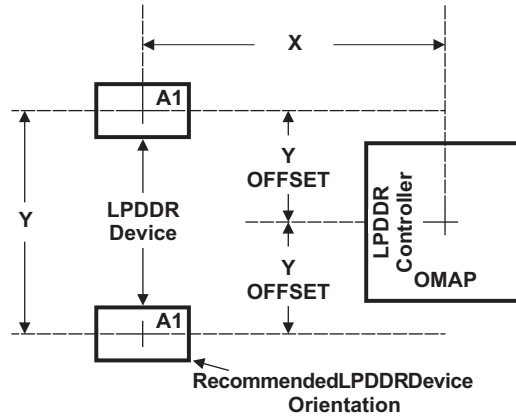 X
A1
Y
OFFSET
Y
LPDDR
Device
LPDDR
Controller
OMAP
Y
OFFSET
A1
RecommendedLPDDRDevice
Orientation